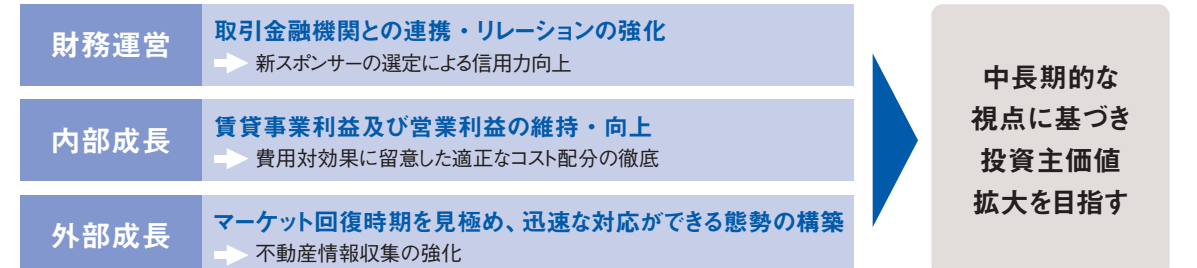 財務運営
取引金融機関との連携・リレーションの強化
新スポンサーの選定による信用力向上
内部成長
賃貸事業利益及び営業利益の維持・向上
費用対効果に留意した適正なコスト配分の徹底
外部成長
マーケット回復時期を見極め、迅速な対応ができる態勢の構築
不動産情報収集の強化
中長期的な
視点に基づき
投資主価値
拡大を目指す